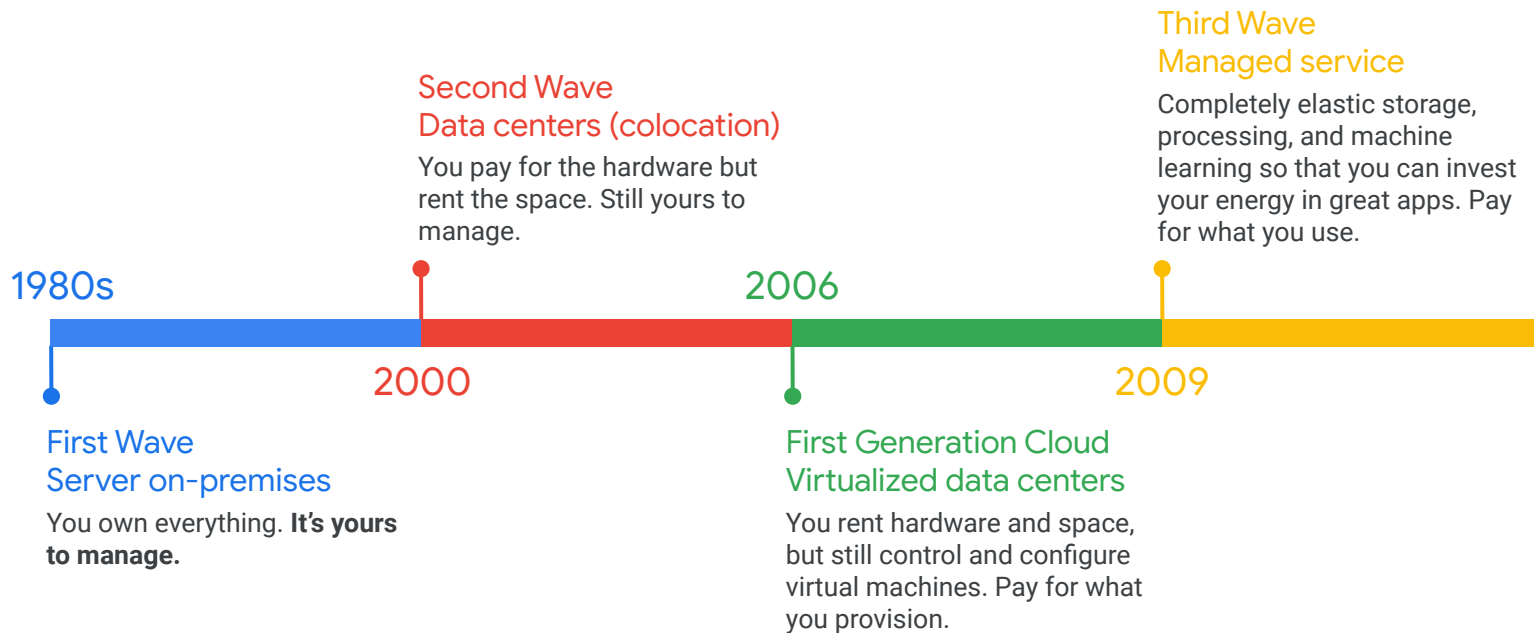 1980s
First Wave
Server on-premises
You own everything. It’s yours
to manage.
Second Wave
Data centers (colocation)
You pay for the hardware but
rent the space. Still yours to
manage.
2000
2006
First Generation Cloud
Virtualized data centers
You rent hardware and space,
but still control and configure
virtual machines. Pay for what
you provision.
Third Wave
Managed service
Completely elastic storage,
processing, and machine
learning so that you can invest
your energy in great apps. Pay
for what you use.
2009